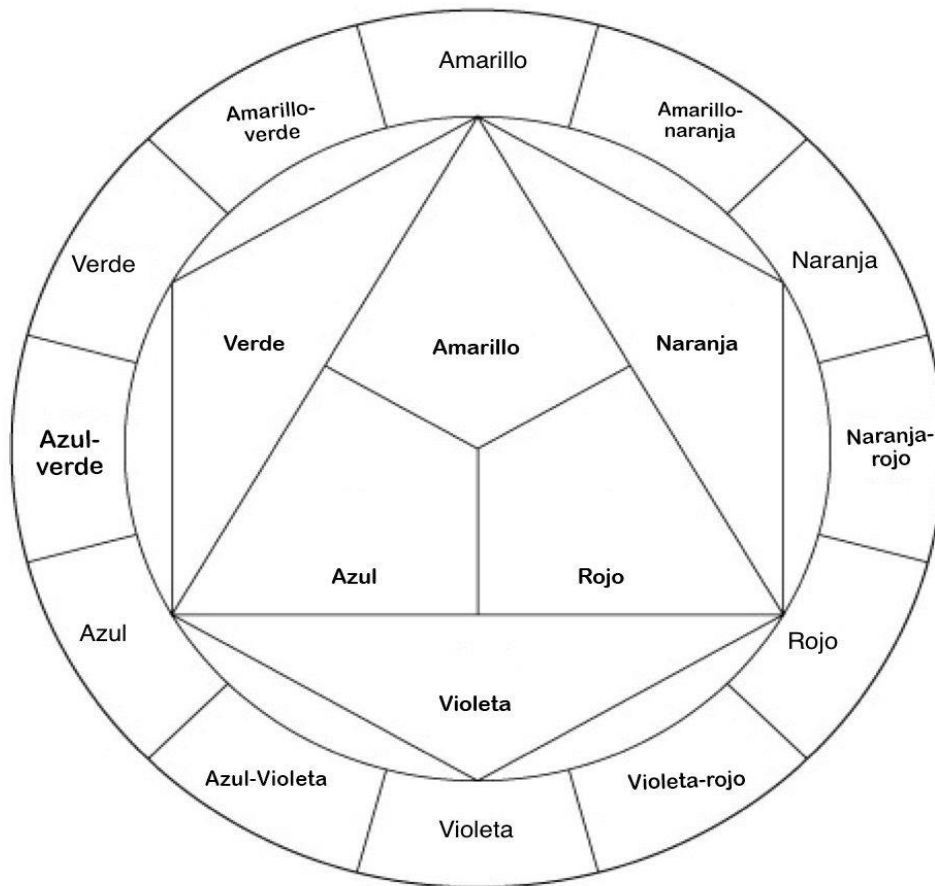 Amarillo
Amarillo-
verde
Amarillo-
naranja
Verde
Naranja
Verde
Amarillo
Naranja
Azul-
verde
Naranja-
rojo
Azul
Rojo
Azul
Rojo
Violeta
Azul-Violeta
Violeta-rojo
Violeta